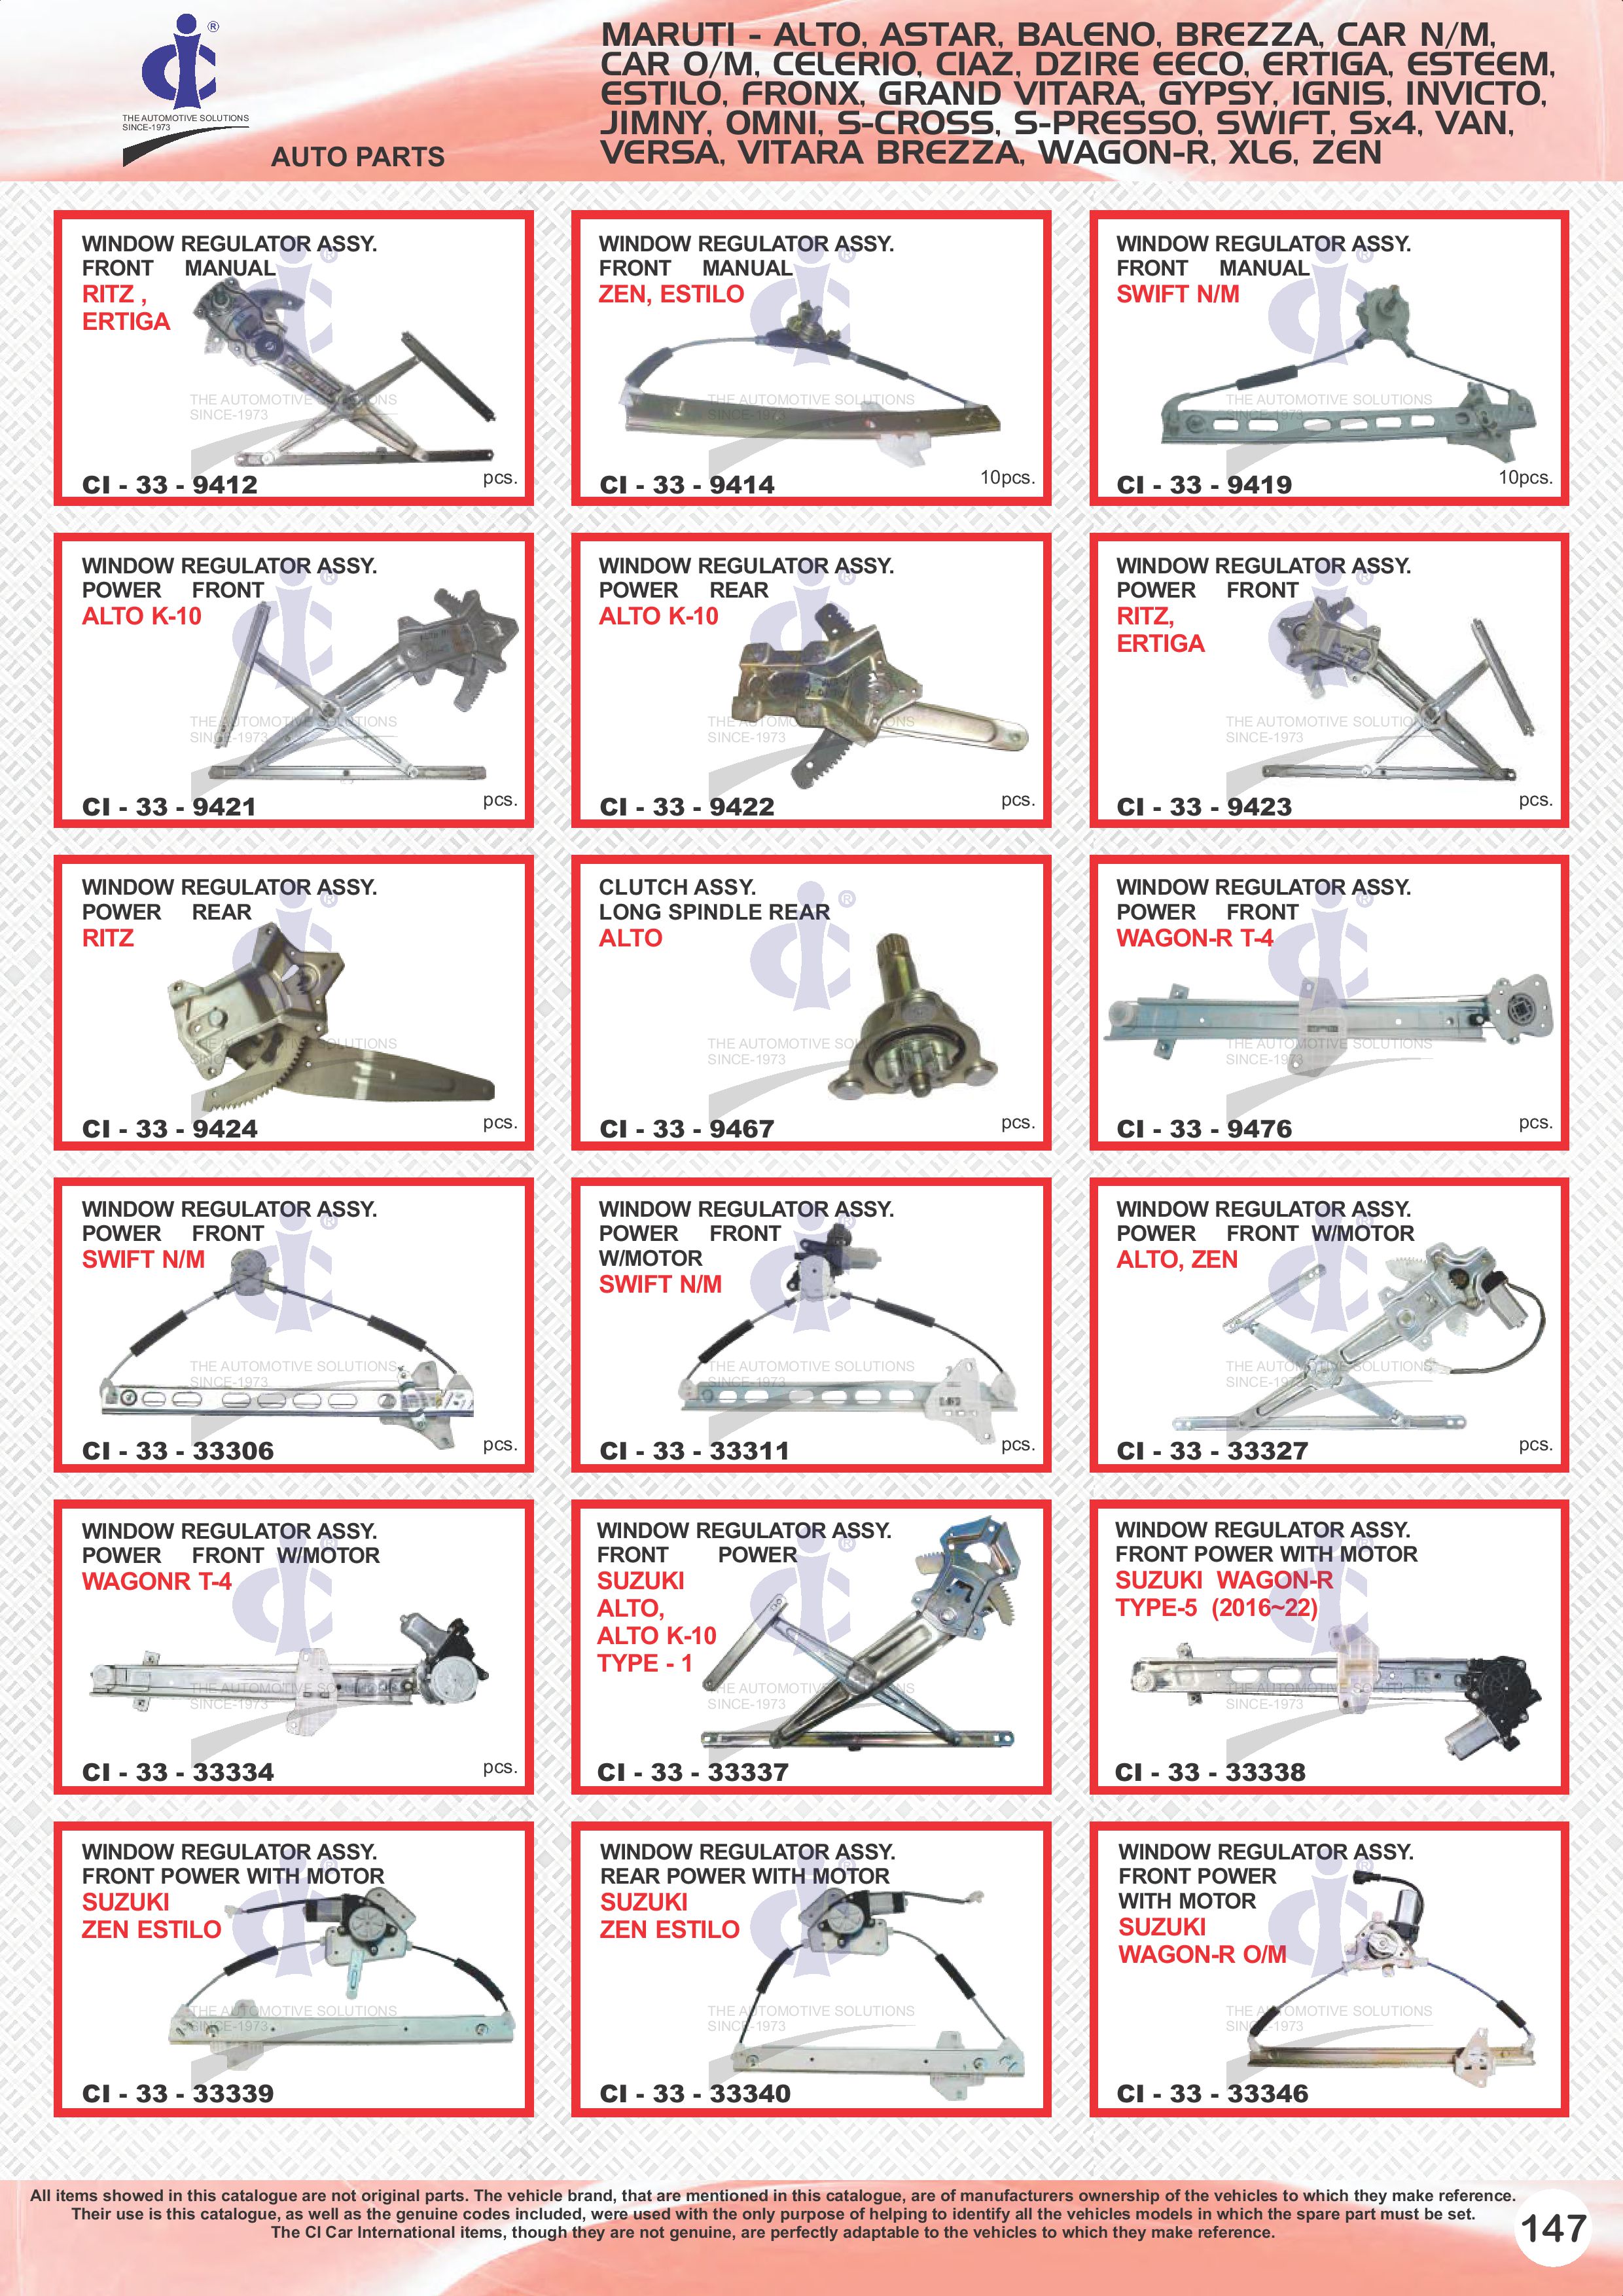 ®
THE AUTOMOTIVE SOLUTIONS
SINCE-1973
AUTO PARTS
MARUTI - ALTO, ASTAR, BALENO, BREZZA, CAR N/M,
CAR O/M, CELERIO, CIAZ, DZIRE EECO, ERTIGA, ESTEEM,
ESTILO, FRONX, GRAND VITARA, GYPSY, IGNIS, INVICTO,
JIMNY, OMNI, S-CROSS, S-PRESSO, SWIFT, Sx4, VAN,
VERSA, VITARA BREZZA, WAGON-R, XL6, ZEN
WINDOW REGULATOR ASSY.
FRONT MANUAL
RITZ ,
ERTIGA
CI - 33 - 9412
pcs.
WINDOW REGULATOR ASSY.
FRONT MANUAL
ZEN, ESTILO
CI - 33 - 9414
10pcs.
WINDOW REGULATOR ASSY.
FRONT MANUAL
SWIFT N/M
CI - 33 - 9419
10pcs.
WINDOW REGULATOR ASSY.
POWER FRONT
ALTO K-10
CI - 33 - 9421
pcs.
WINDOW REGULATOR ASSY.
POWER REAR
ALTO K-10
CI - 33 - 9422
pcs.
WINDOW REGULATOR ASSY.
POWER FRONT
RITZ,
ERTIGA
CI - 33 - 9423
pcs.
WINDOW REGULATOR ASSY.
POWER REAR
RITZ
CI - 33 - 9424
pcs.
CLUTCH ASSY.
LONG SPINDLE REAR
ALTO
CI - 33 - 9467
pcs.
WINDOW REGULATOR ASSY.
POWER FRONT
WAGON-R T-4
CI - 33 - 9476
pcs.
WINDOW REGULATOR ASSY.
POWER FRONT
SWIFT N/M
CI - 33 - 33306
pcs.
WINDOW REGULATOR ASSY.
POWER FRONT
W/MOTOR
SWIFT N/M
CI - 33 - 33311
pcs.
WINDOW REGULATOR ASSY.
POWER FRONT W/MOTOR
ALTO, ZEN
CI - 33 - 33327
pcs.
WINDOW REGULATOR ASSY.
POWER FRONT W/MOTOR
WAGONR T-4
CI - 33 - 33334
pcs.
WINDOW REGULATOR ASSY.
FRONT POWER
SUZUKI
ALTO,
ALTO K-10
TYPE - 1
CI - 33 - 33337
WINDOW REGULATOR ASSY.
FRONT POWER WITH MOTOR
SUZUKI WAGON-R
TYPE-5 (2016~22)
CI - 33 - 33338
WINDOW REGULATOR ASSY.
FRONT POWER WITH MOTOR
SUZUKI
ZEN ESTILO
CI - 33 - 33339
WINDOW REGULATOR ASSY.
REAR POWER WITH MOTOR
SUZUKI
ZEN ESTILO
CI - 33 - 33340
WINDOW REGULATOR ASSY.
FRONT POWER
WITH MOTOR
SUZUKI
WAGON-R O/M
CI - 33 - 33346
All items showed in this catalogue are not original parts. The vehicle brand, that are mentioned in this catalogue, are of manufacturers ownership of the vehicles to which they make reference.
Their use is this catalogue, as well as the genuine codes included, were used with the only purpose of helping to identify all the vehicles models in which the spare part must be set.
The CI Car International items, though they are not genuine, are perfectly adaptable to the vehicles to which they make reference.
147